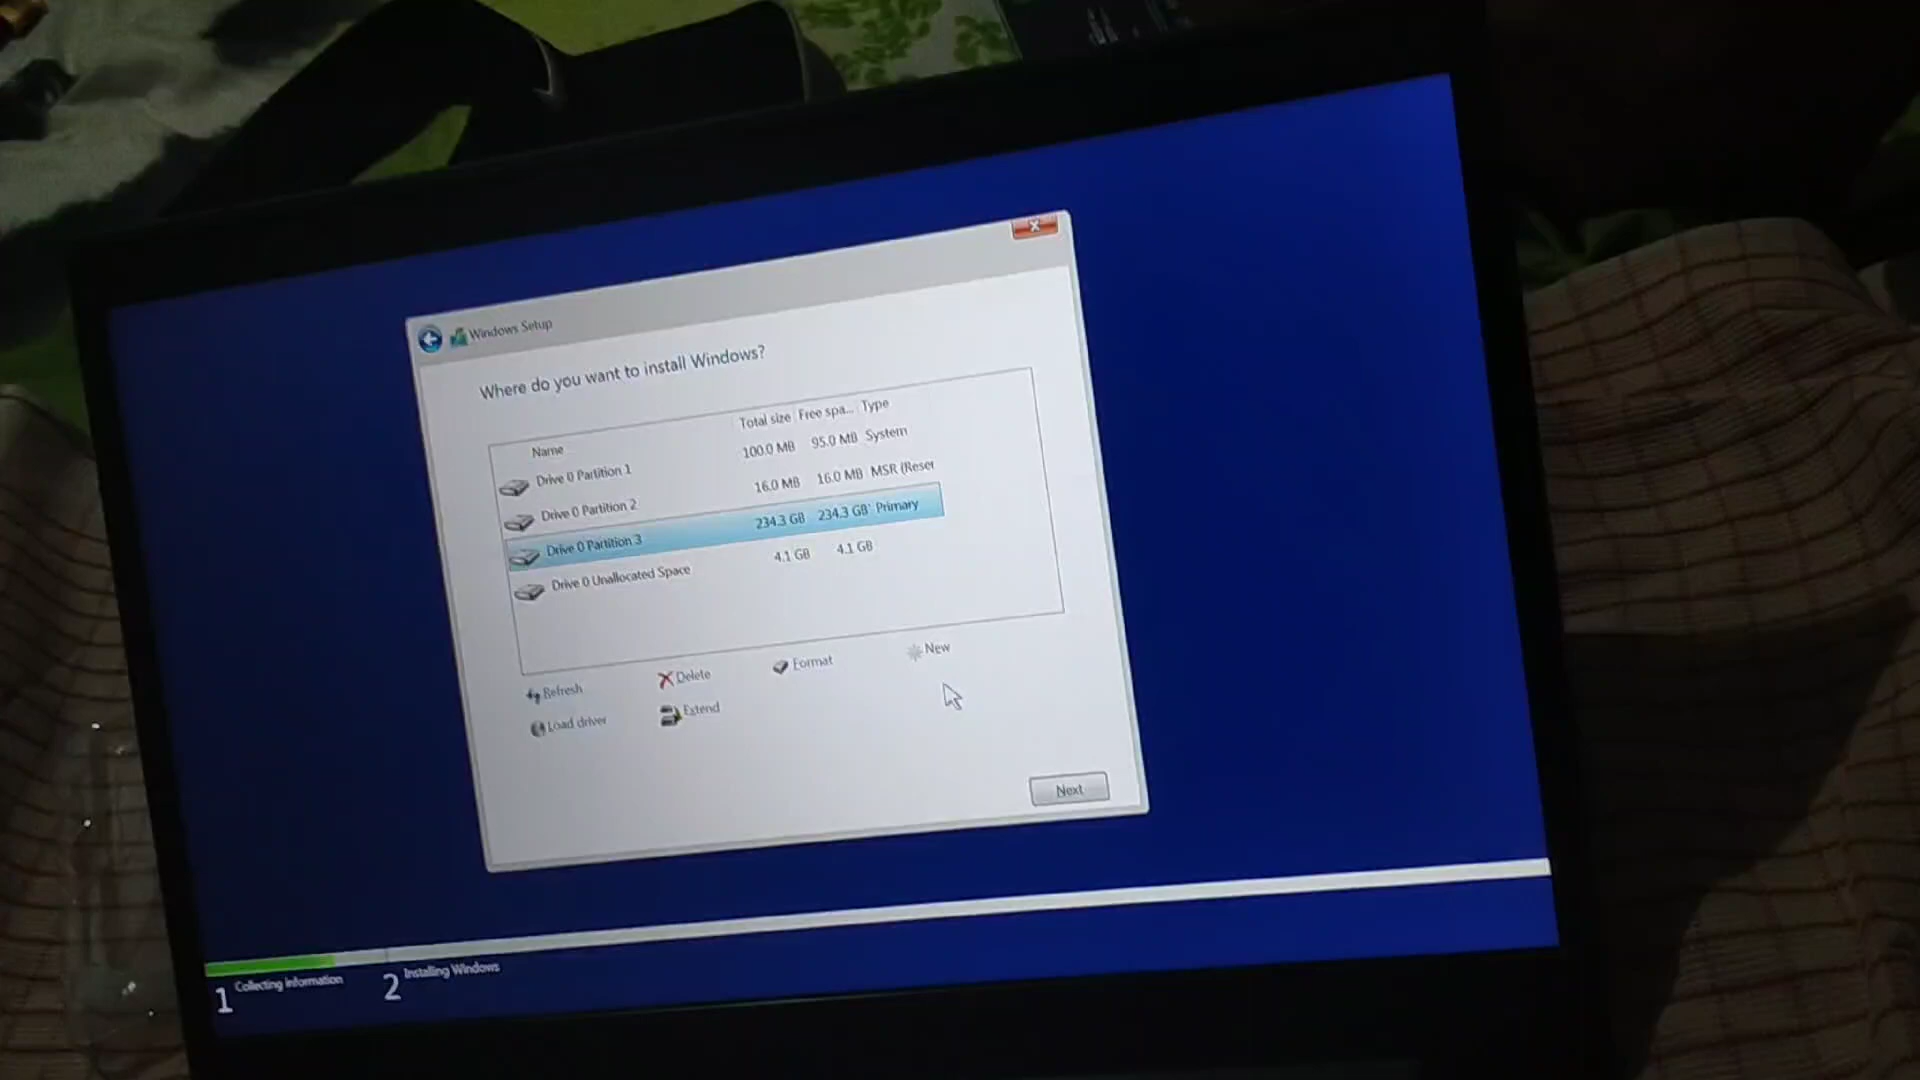 Windows Setup
Where do you want to install Windows?
Name Total size Free spa... Type
Drive 0 Partition 1 100.0 MB 95.0 MB System
Drive 0 Partition 2 16.0 MB 16.0 MB MSR (Reser
Drive 0 Partition 3 234.3 GB 234.3 GB Primary
Drive 0 Unallocated Space 4.1 GB 4.1 GB
Refresh Delete Format New
Load driver Extend
Next
1 Collecting information 2 Installing Windows